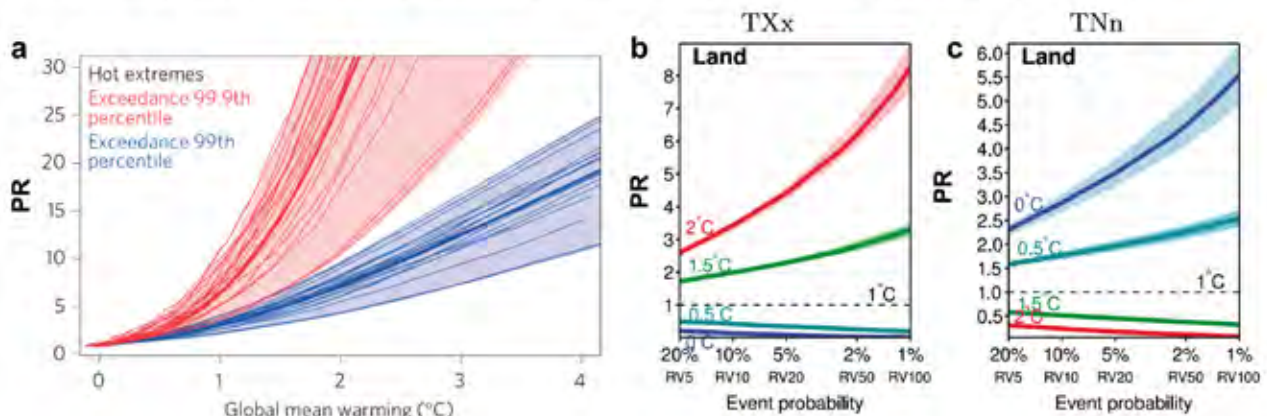 a
PR
30
25
20
15
10
5
0
Hot extremes
Exceedance 99.9th
percentile
Exceedance 99th
percentile
0 1 2 3 4
Global mean warming (°C)
TXx
b
Land
PR
8
7
6
5
4
3
2
1
2°C
1.5°C
1°C
0.5°C
0°C
20% 10% 5% 2% 1%
RV5 RV10 RV20 RV50 RV100
Event probability
TNn
c
Land
PR
6.0
5.5
5.0
4.5
4.0
3.5
3.0
2.5
2.0
1.5
1.0
0.5
0°C
0.5°C
1°C
1.5°C
2°C
20% 10% 5% 2% 1%
RV5 RV10 RV20 RV50 RV100
Event probability